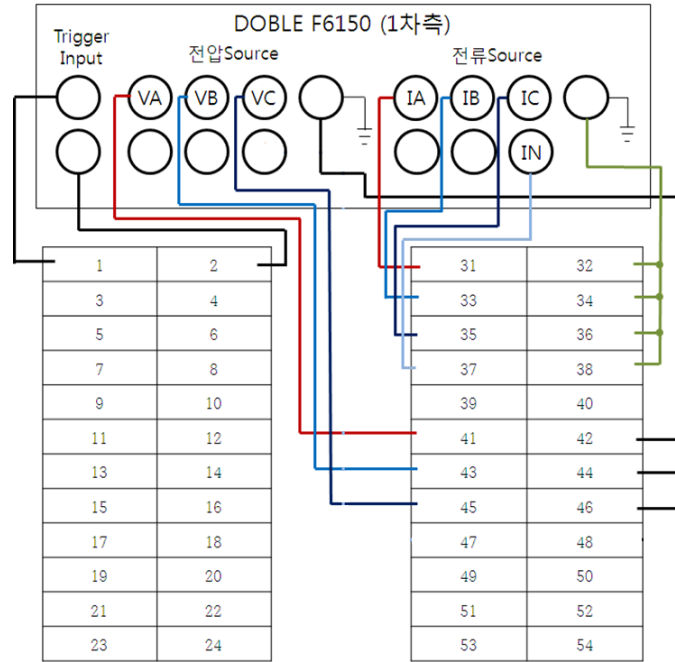 DOBLE F6150 (1차측)
Trigger
Input
전압Source
전류Source
VA VB VC IA IB IC
IN
1 2 31 32
3 4 33 34
5 6 35 36
7 8 37 38
9 10 39 40
11 12 41 42
13 14 43 44
15 16 45 46
17 18 47 48
19 20 49 50
21 22 51 52
23 24 53 54